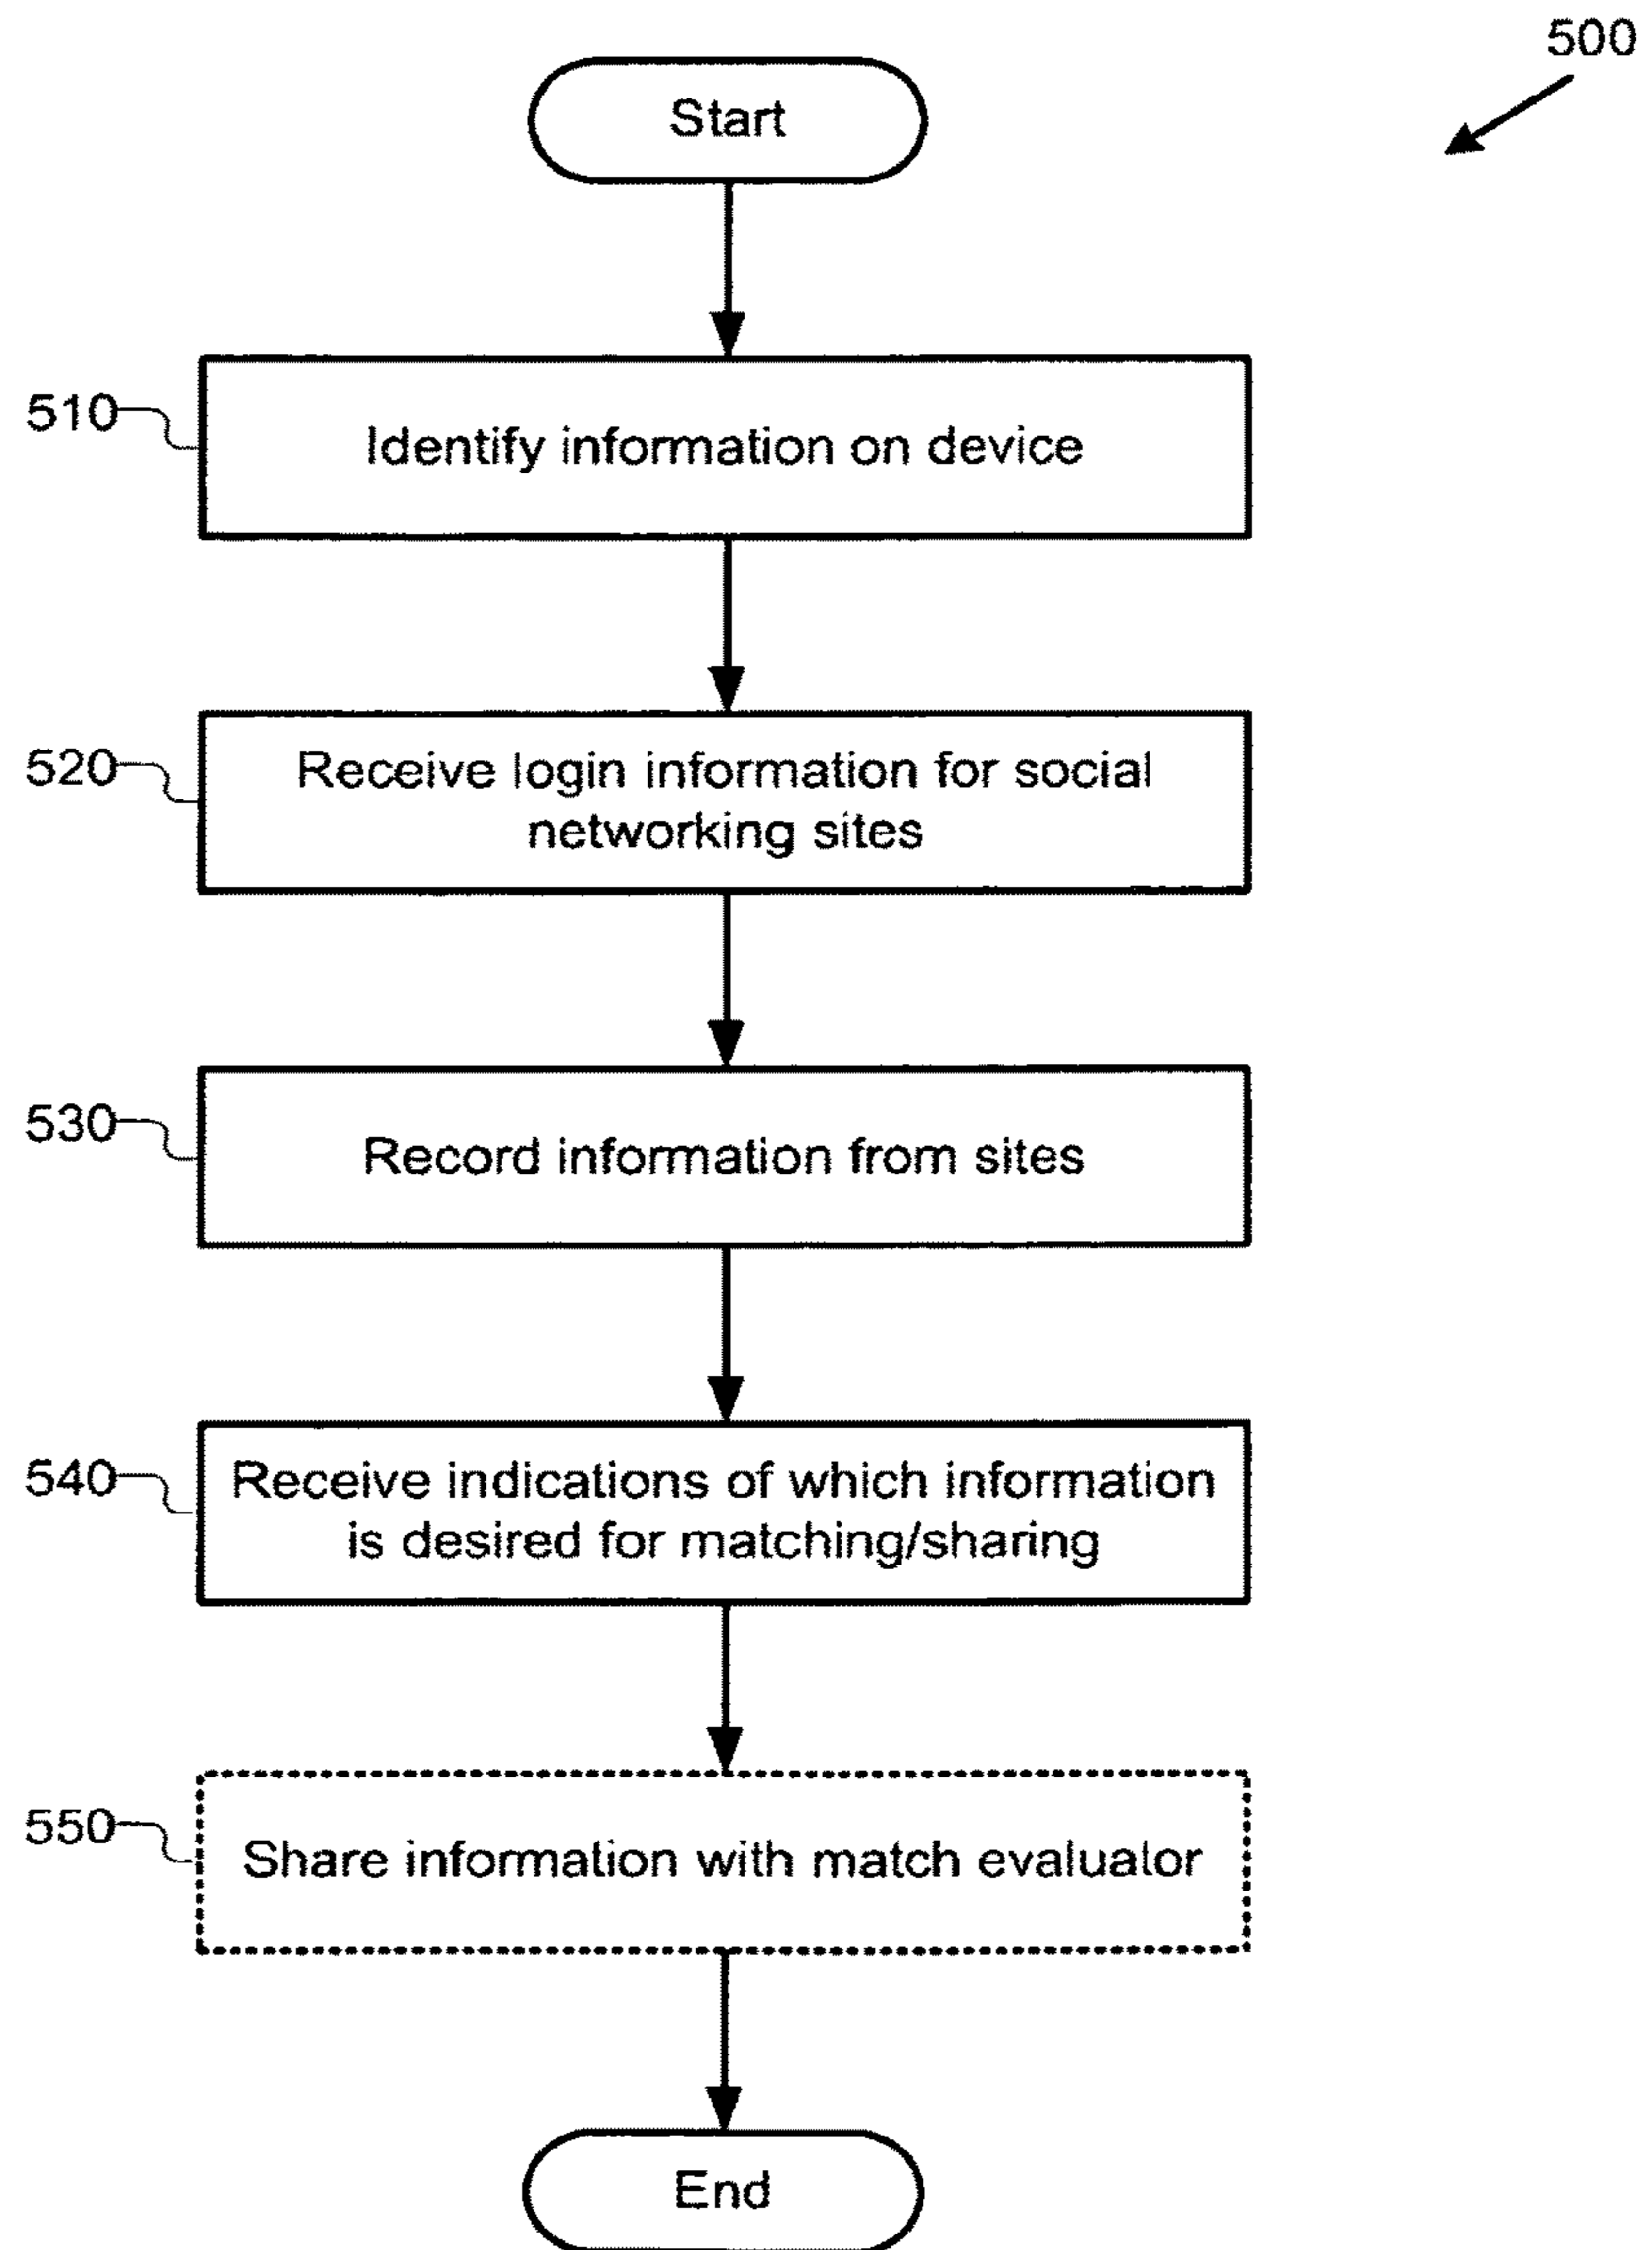 500
Start
510
Identify information on device
520
Receive login information for social
networking sites
530
Record information from sites
540
Receive indications of which information
is desired for matching/sharing
550
Share information with match evaluator
End